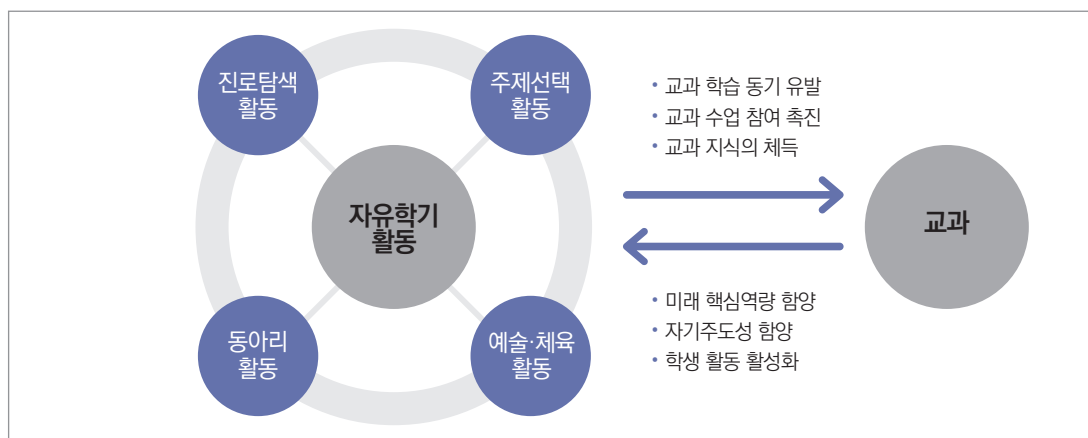 진로탐색
활동
주제선택
활동
자유학기
활동
동아리
활동
예술·체육
활동
• 교과 학습 동기 유발
• 교과 수업 참여 촉진
• 교과 지식의 체득
• 미래 핵심역량 함양
• 자기주도성 함양
• 학생 활동 활성화
교과